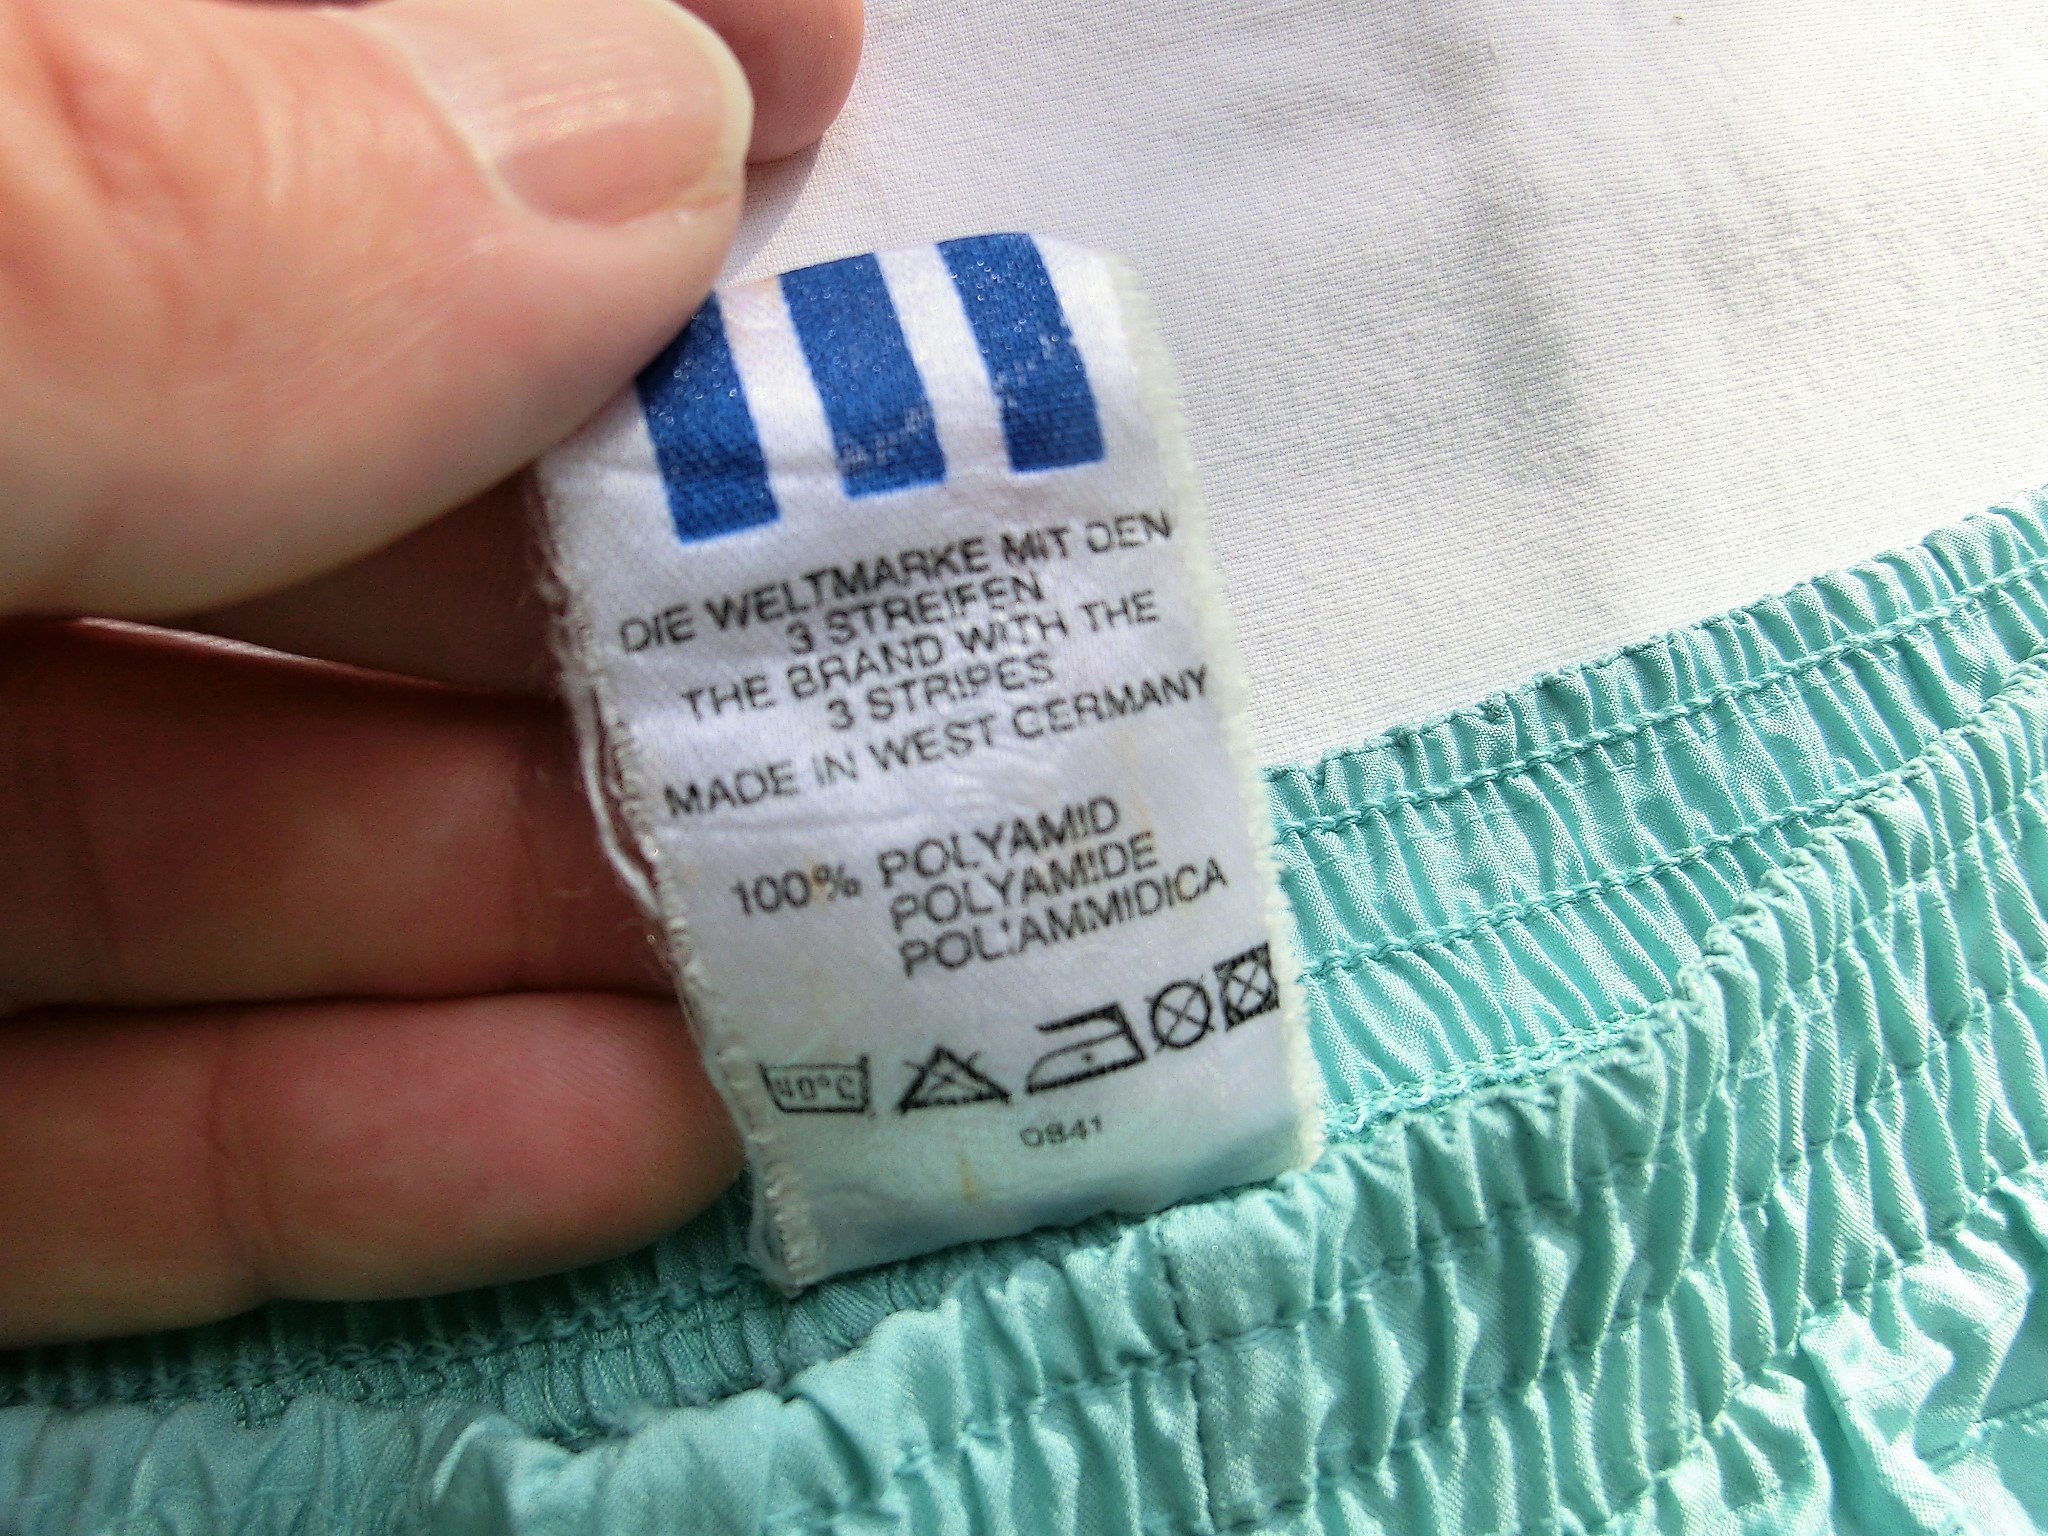 DIE WELTMARKE MIT DEN
3 STREIFEN
THE BRAND WITH THE
3 STRIPES
MADE IN WEST GERMANY
100% POLYAMID
POLYAMIDE
POLIAMMIDICA
40°C
0841